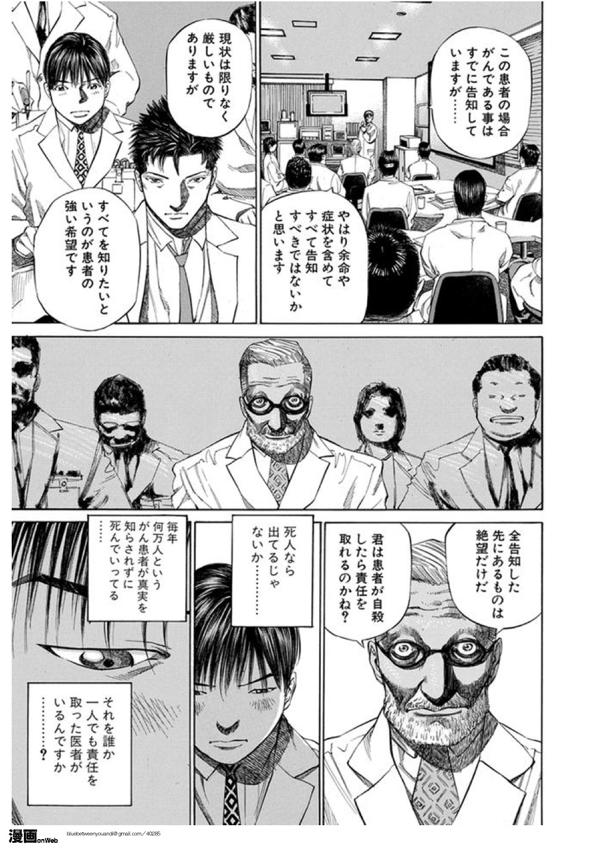 この患者の場合
がんである事は
すでに告知して
いますが……
やはり余命や
症状を含めて
すべて告知
すべきではないか
と思います
現状は限りなく
厳しいもので
ありますが
すべてを知りたいと
いうのが患者の
強い希望です
全告知した
先にあるものは
絶望だけだ
君は患者が自殺
したら責任を
取れるのかね?
死人なら
出てるじゃ
ないか………
毎年
何万人という
がん患者が真実を
知らされずに
死んでいってる
……
それを誰か
一人でも責任を
取った医者が
いるんですか
…………?
漫画 on Web
bluebetweenyouandi@gmail.com/40285